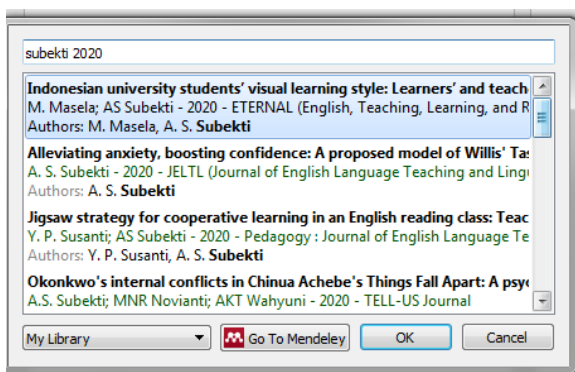 subekti 2020
Indonesian university students' visual learning style: Learners' and teach
M. Masela; AS Subekti - 2020 - ETERNAL (English, Teaching, Learning, and R
Authors: M. Masela, A. S. Subekti
Alleviating anxiety, boosting confidence: A proposed model of Willis' Ta
A. S. Subekti - 2020 - JELTL (Journal of English Language Teaching and Lingu
Authors: A. S. Subekti
Jigsaw strategy for cooperative learning in an English reading class: Teac
Y. P. Susanti; AS Subekti - 2020 - Pedagogy : Journal of English Language Te
Authors: Y. P. Susanti, A. S. Subekti
Okonkwo's internal conflicts in Chinua Achebe's Things Fall Apart: A psy
A.S. Subekti; MNR Novianti; AKT Wahyuni - 2020 - TELL-US Journal
My Library
Go To Mendeley
OK
Cancel